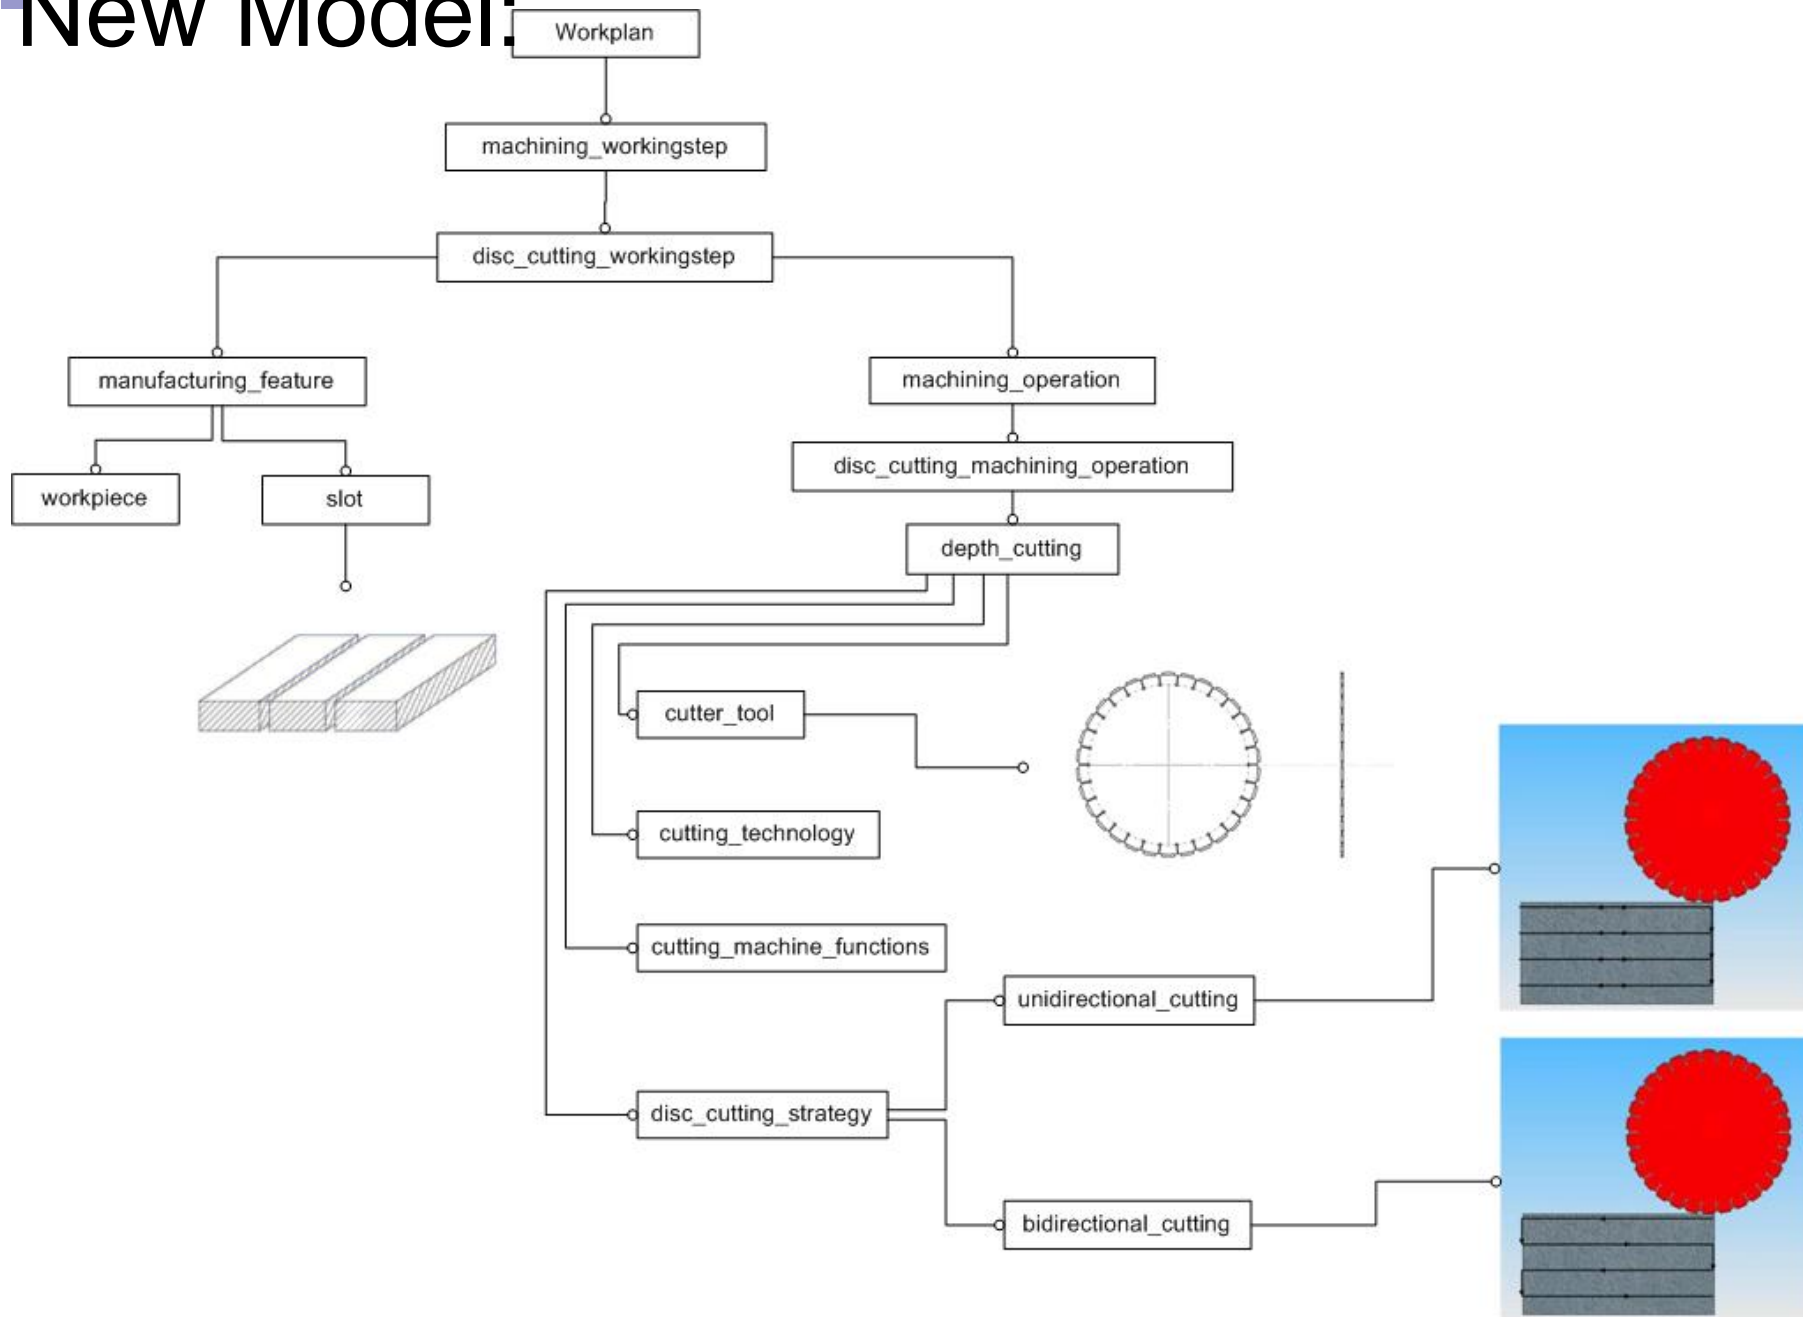 New Model:
Workplan
machining_workingstep
disc_cutting_workingstep
manufacturing_feature
machining_operation
disc_cutting_machining_operation
workpiece
slot
depth_cutting
cutter_tool
cutting_technology
cutting_machine_functions
unidirectional_cutting
disc_cutting_strategy
bidirectional_cutting